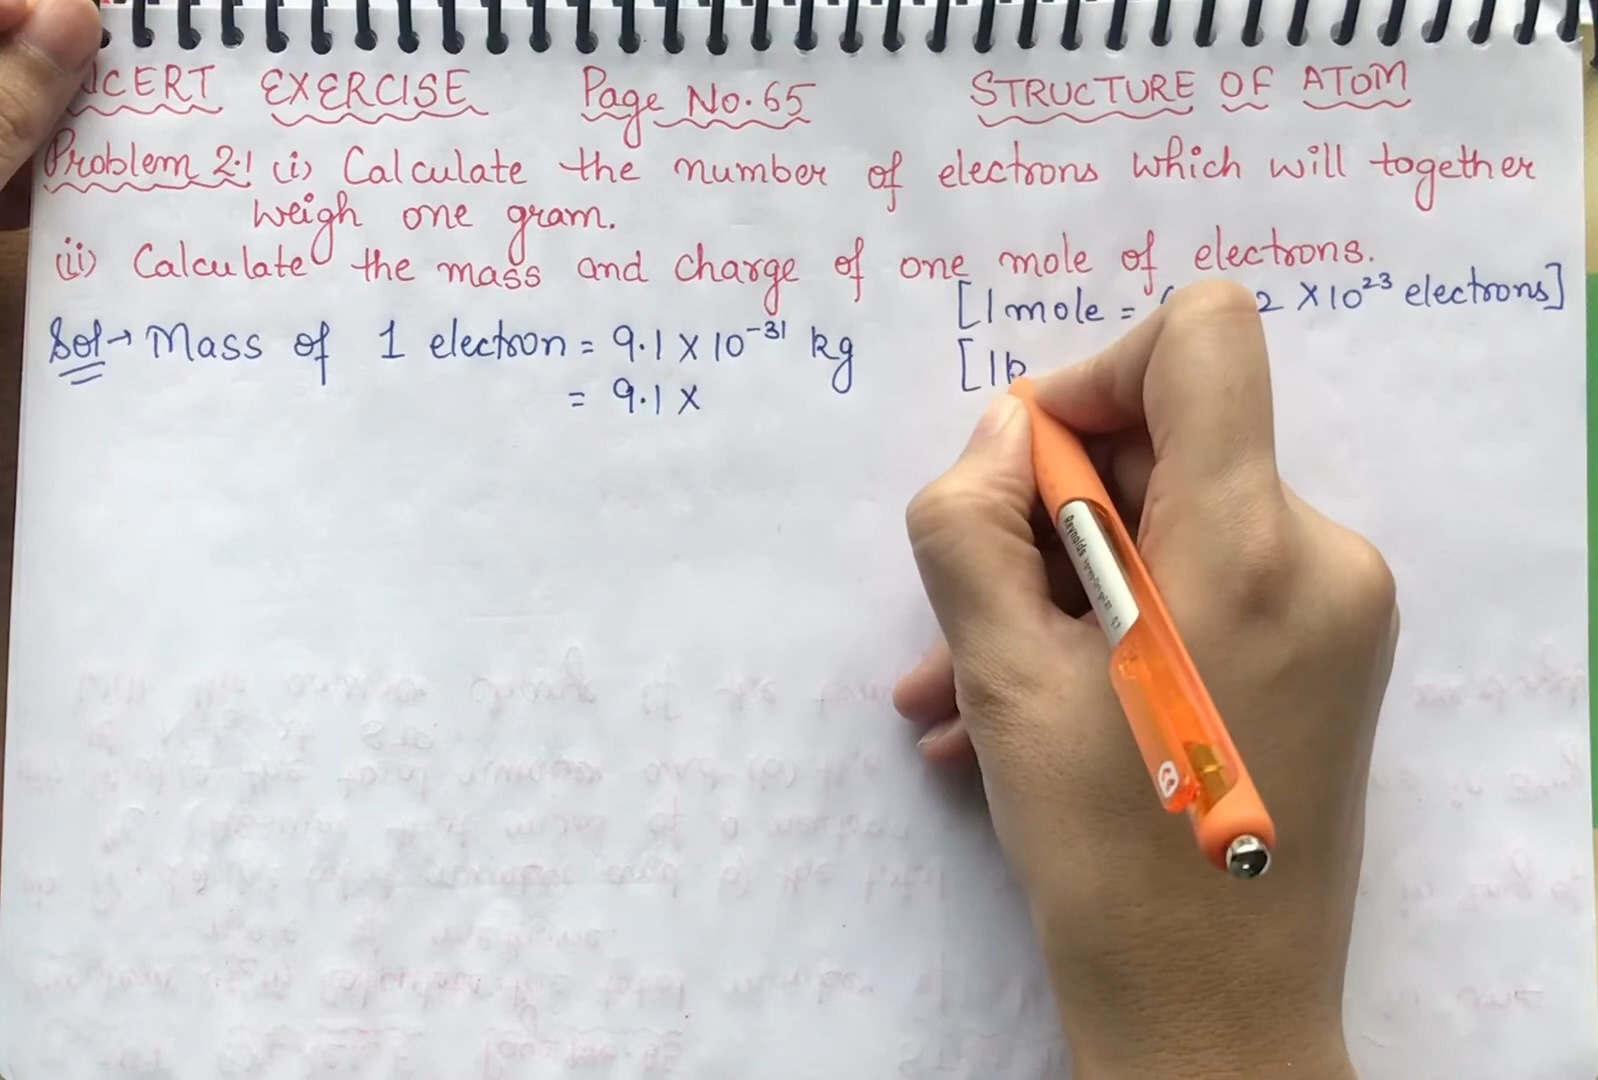 NCERT EXERCISE Page No.65 STRUCTURE OF ATOM
Problem 2.1 (i) Calculate the number of electrons which will together
weigh one gram.
(ii) Calculate the mass and charge of one mole of electrons.
[1 mole = 2 X 10²³ electrons]
Sol → Mass of 1 electron = 9.1 X 10⁻³¹ kg
[1k
= 9.1 X
Reynolds